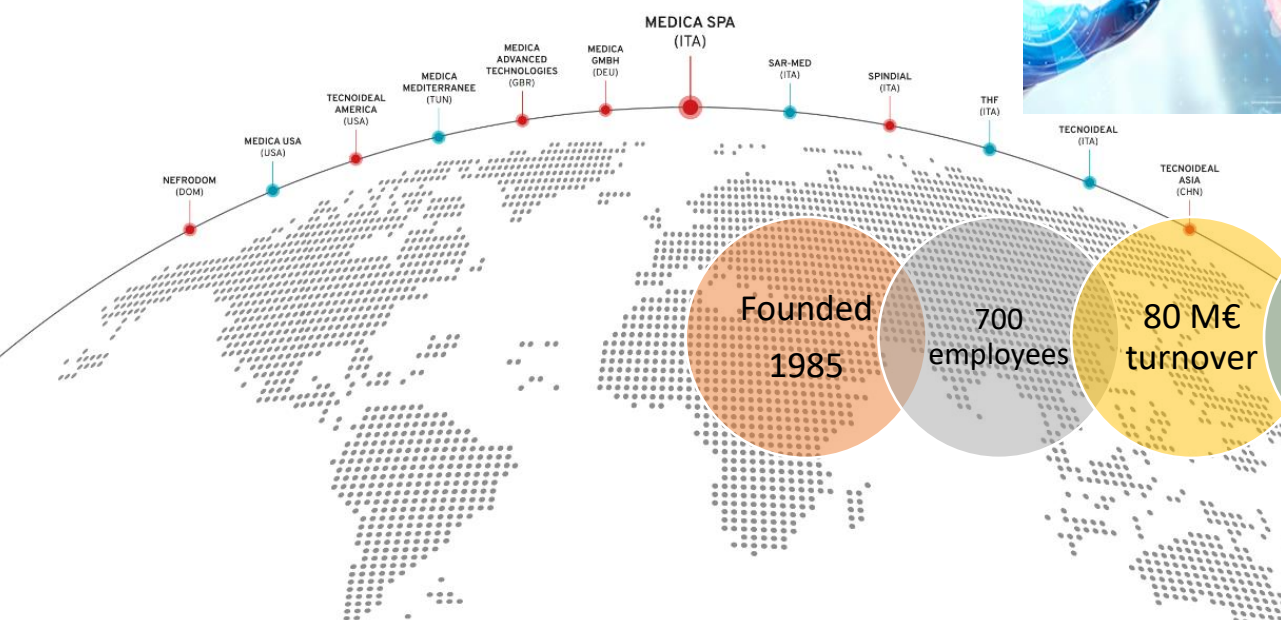 NEFRODOM
(DOM)
MEDICA USA
(USA)
TECNOIDEAL
AMERICA
(USA)
MEDICA
MEDITERRANEE
(TUN)
MEDICA
ADVANCED
TECHNOLOGIES
(GBR)
MEDICA
GMBH
(DEU)
MEDICA SPA
(ITA)
SAR-MED
(ITA)
SPINDIAL
(ITA)
THF
(ITA)
TECNOIDEAL
(ITA)
TECNOIDEAL
ASIA
(CHN)
Founded
1985
700
employees
80 M€
turnover